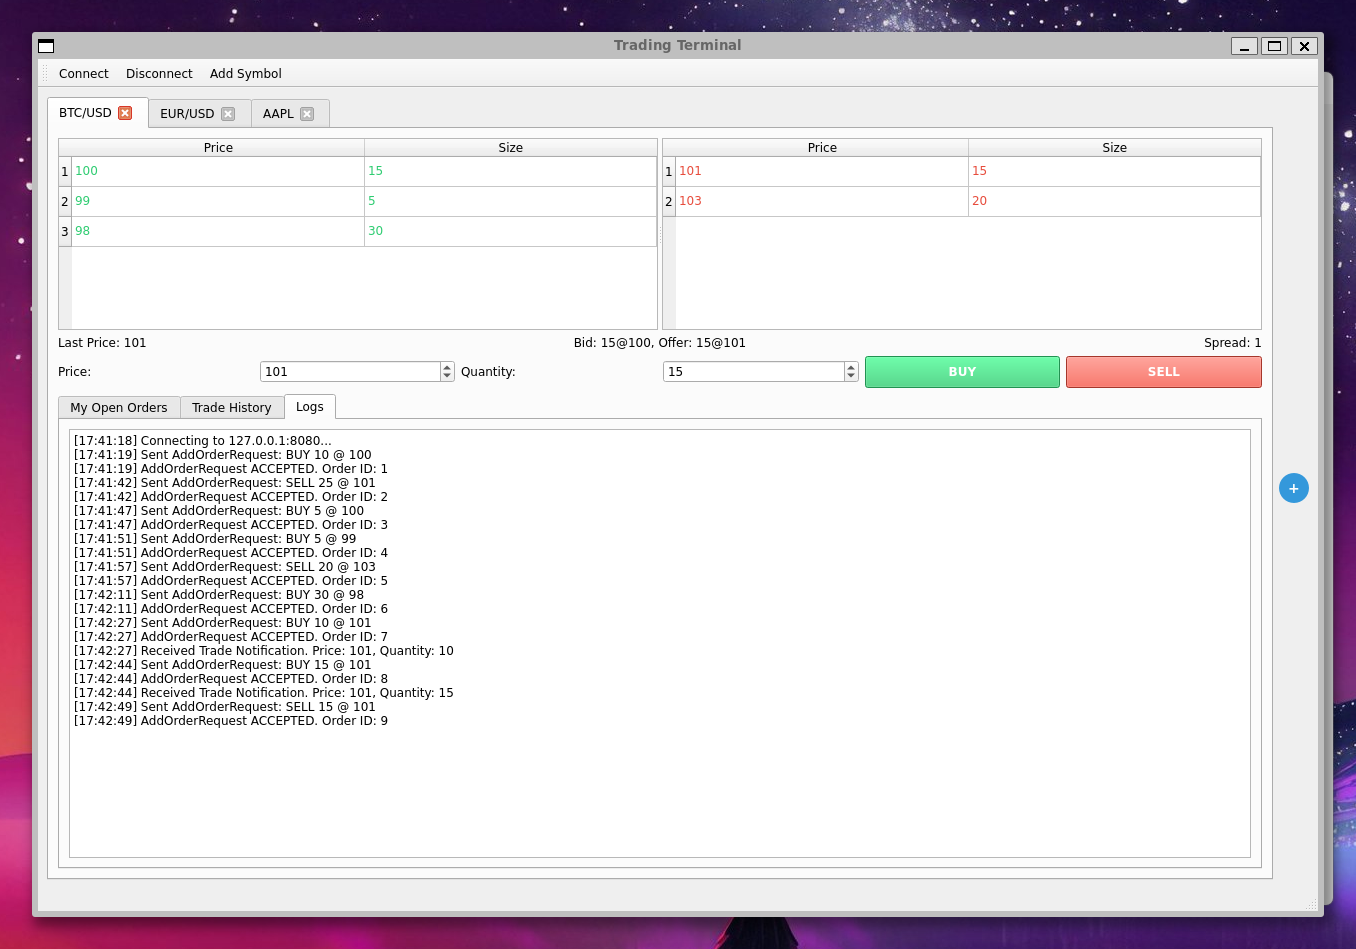 Trading Terminal
Connect Disconnect Add Symbol
BTC/USD EUR/USD AAPL
Price Size Price Size
1 100 15 1 101 15
2 99 5 2 103 20
3 98 30
Last Price: 101 Bid: 15@100, Offer: 15@101 Spread: 1
Price: 101 Quantity: 15 BUY SELL
My Open Orders Trade History Logs
[17:41:18] Connecting to 127.0.0.1:8080...
[17:41:19] Sent AddOrderRequest: BUY 10 @ 100
[17:41:19] AddOrderRequest ACCEPTED. Order ID: 1
[17:41:42] Sent AddOrderRequest: SELL 25 @ 101
[17:41:42] AddOrderRequest ACCEPTED. Order ID: 2
[17:41:47] Sent AddOrderRequest: BUY 5 @ 100
[17:41:47] AddOrderRequest ACCEPTED. Order ID: 3
[17:41:51] Sent AddOrderRequest: BUY 5 @ 99
[17:41:51] AddOrderRequest ACCEPTED. Order ID: 4
[17:41:57] Sent AddOrderRequest: SELL 20 @ 103
[17:41:57] AddOrderRequest ACCEPTED. Order ID: 5
[17:42:11] Sent AddOrderRequest: BUY 30 @ 98
[17:42:11] AddOrderRequest ACCEPTED. Order ID: 6
[17:42:27] Sent AddOrderRequest: BUY 10 @ 101
[17:42:27] AddOrderRequest ACCEPTED. Order ID: 7
[17:42:27] Received Trade Notification. Price: 101, Quantity: 10
[17:42:44] Sent AddOrderRequest: BUY 15 @ 101
[17:42:44] AddOrderRequest ACCEPTED. Order ID: 8
[17:42:44] Received Trade Notification. Price: 101, Quantity: 15
[17:42:49] Sent AddOrderRequest: SELL 15 @ 101
[17:42:49] AddOrderRequest ACCEPTED. Order ID: 9
+